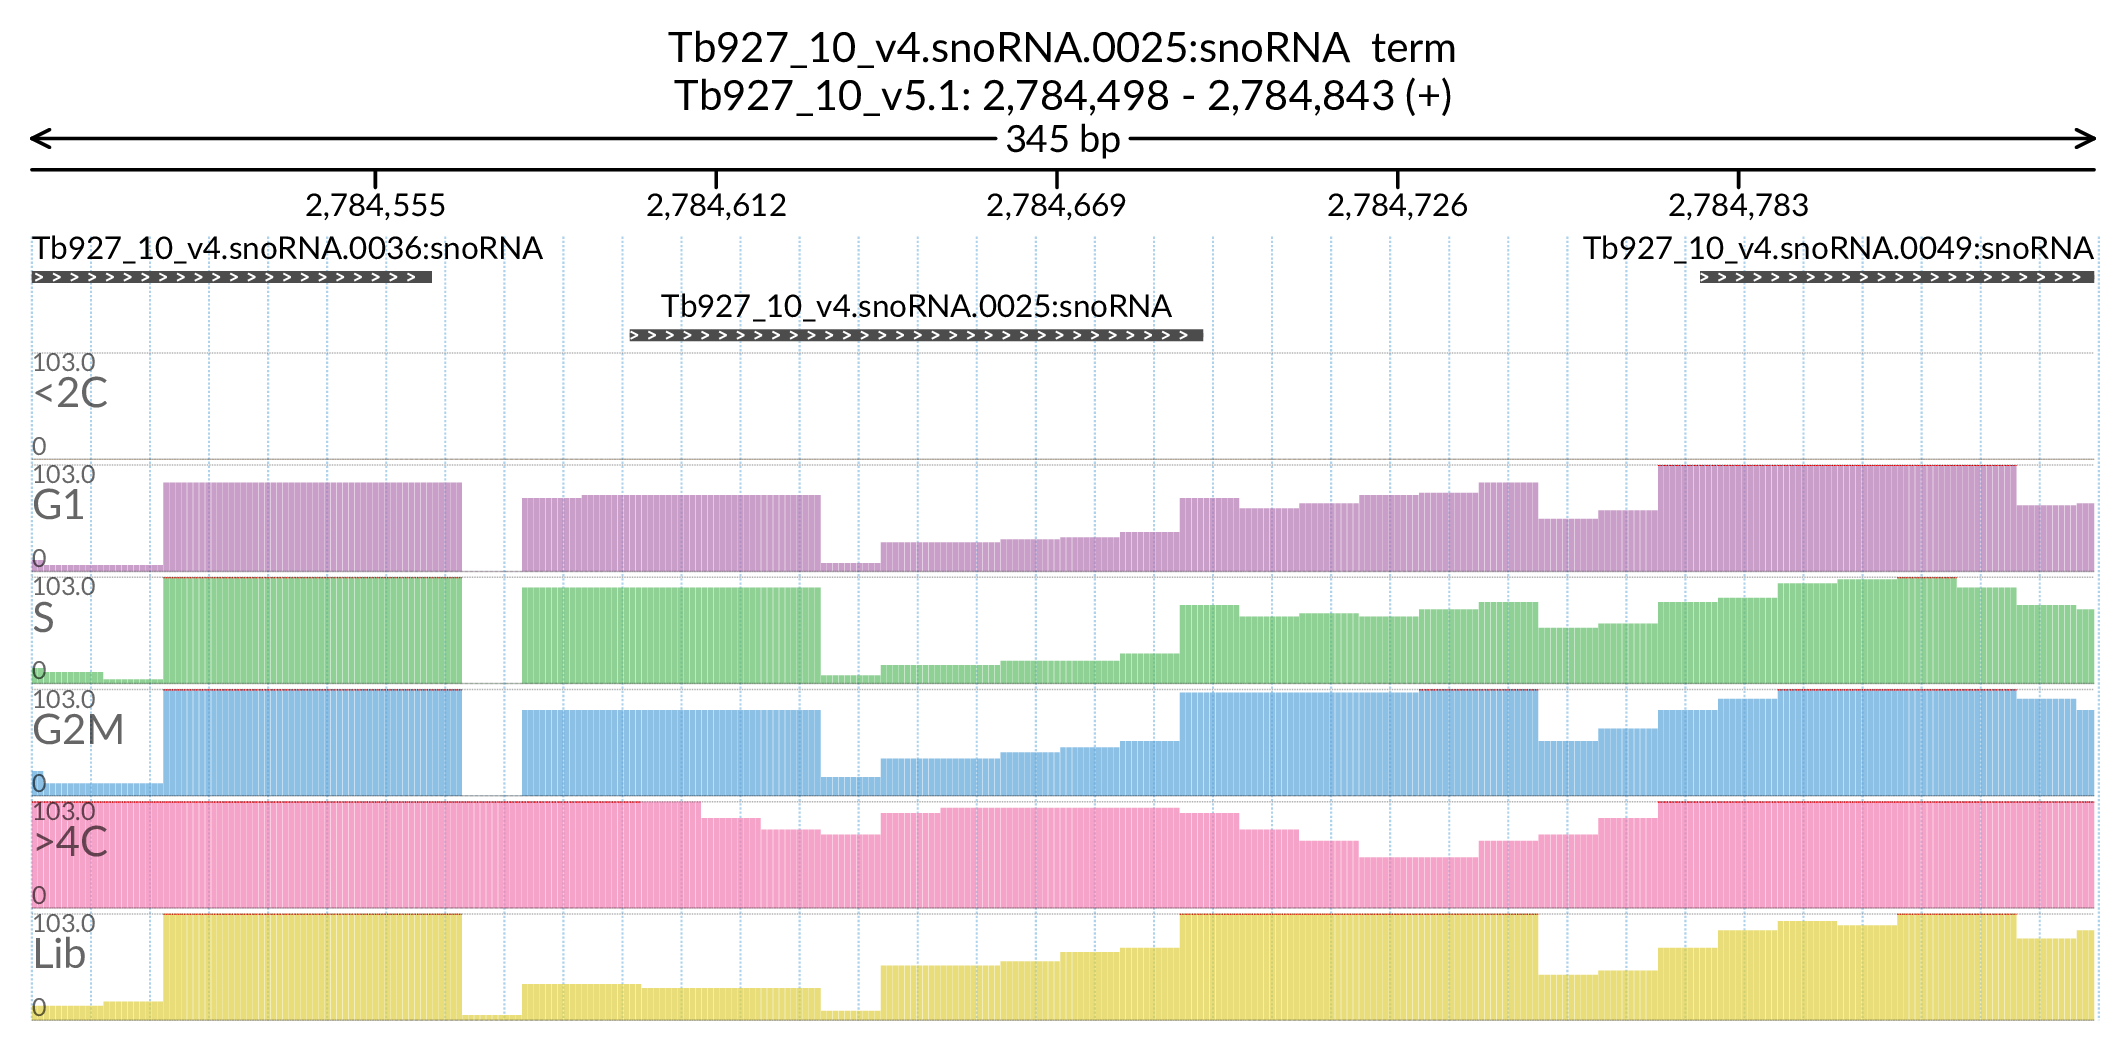 Tb927_10_v4.snoRNA.0025:snoRNA term
Tb927_10_v5.1: 2,784,498 - 2,784,843 (+)
345 bp
2,784,555 2,784,612 2,784,669 2,784,726 2,784,783
Tb927_10_v4.snoRNA.0036:snoRNA Tb927_10_v4.snoRNA.0049:snoRNA
Tb927_10_v4.snoRNA.0025:snoRNA
103.0
<2C
0
103.0
G1
0
103.0
S
0
103.0
G2M
0
103.0
>4C
0
103.0
Lib
0